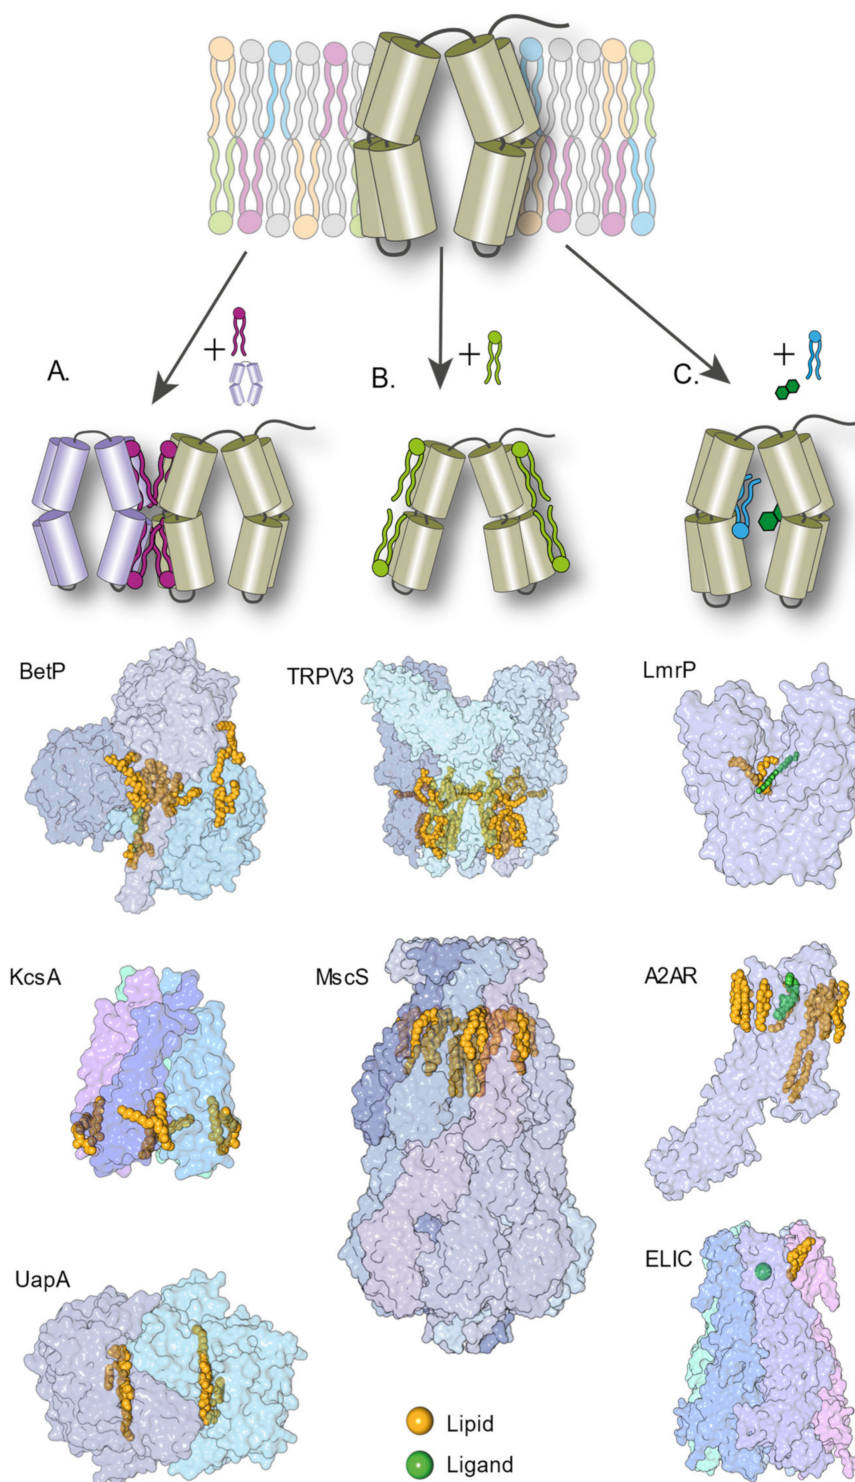 A.
+
B.
+
C.
+
BetP
TRPV3
LmrP
KcsA
MscS
A2AR
UapA
ELIC
Lipid
Ligand